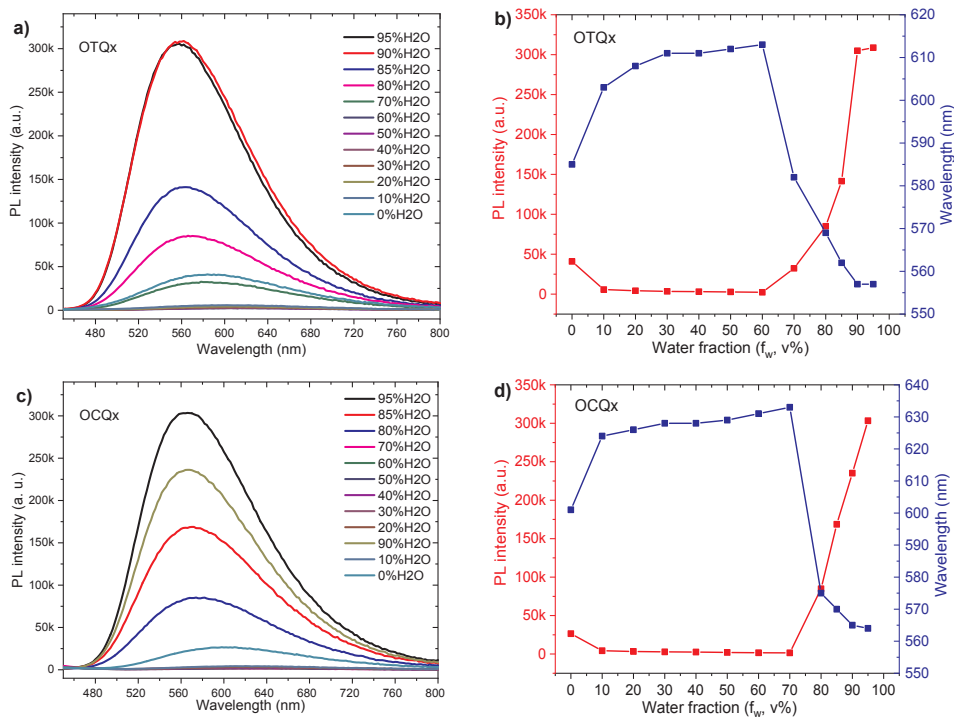 a)
OTQx
95%H2O
90%H2O
85%H2O
80%H2O
70%H2O
60%H2O
50%H2O
40%H2O
30%H2O
20%H2O
10%H2O
0%H2O
300k
250k
200k
150k
100k
50k
0
PL intensity (a.u.)
480 520 560 600 640 680 720 760 800
Wavelength (nm)
b)
OTQx
350k
300k
250k
200k
150k
100k
50k
0
PL intensity (a.u.)
620
610
600
590
580
570
560
550
Wavelength (nm)
0 10 20 30 40 50 60 70 80 90 100
Water fraction (fw, v%)
c)
OCQx
95%H2O
85%H2O
80%H2O
70%H2O
60%H2O
50%H2O
40%H2O
30%H2O
20%H2O
90%H2O
10%H2O
0%H2O
300k
250k
200k
150k
100k
50k
0
PL intensity (a. u.)
480 520 560 600 640 680 720 760 800
Wavelength (nm)
d)
OCQx
350k
300k
250k
200k
150k
100k
50k
0
PL intensity (a.u.)
640
630
620
610
600
590
580
570
560
550
Wavelength (nm)
0 10 20 30 40 50 60 70 80 90 100
Water fraction (fw, v%)